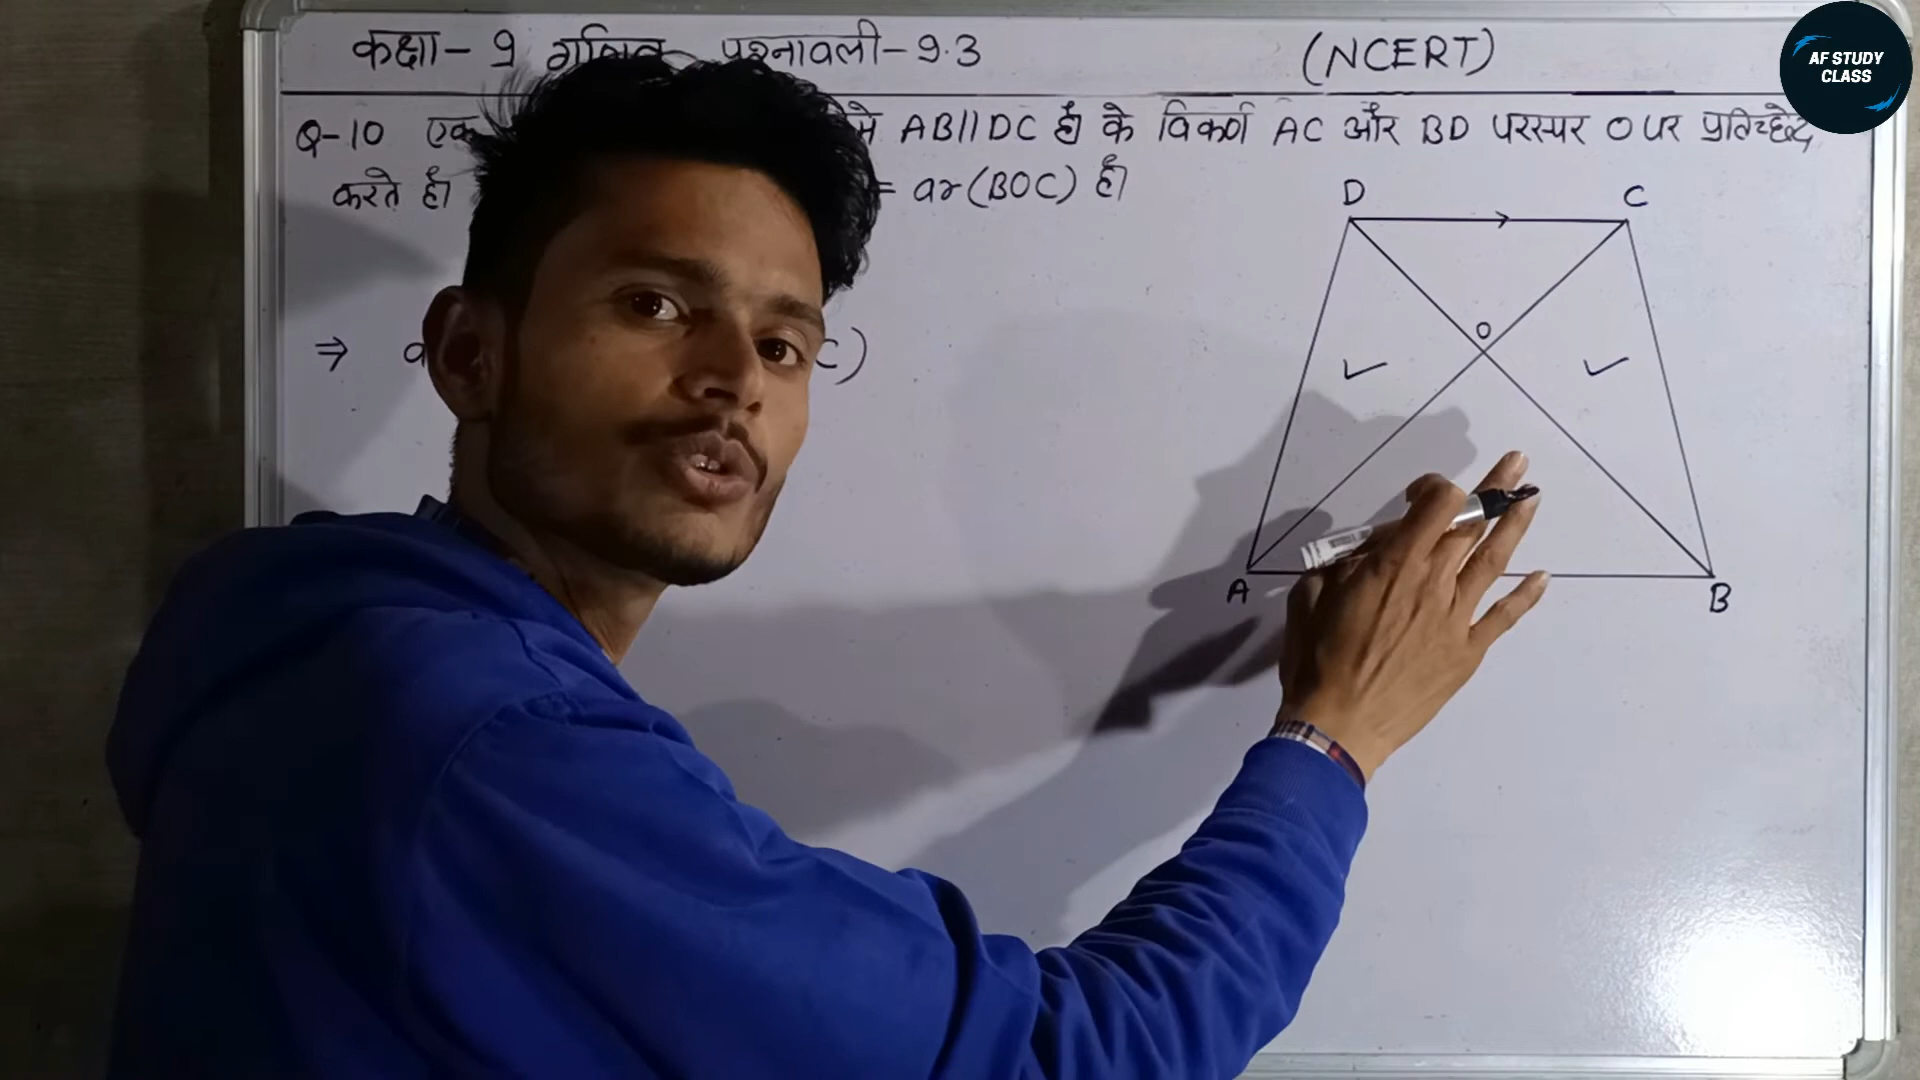 कक्षा - 9 गणित प्रश्नावली - 9.3 (NCERT)
AF STUDY
CLASS
Q-10 एक AB||DC है। के विकर्ण AC और BD परस्पर O पर प्रतिच्छेद
करते है। = ar(BOC) है।
D C
⇒
O
A B